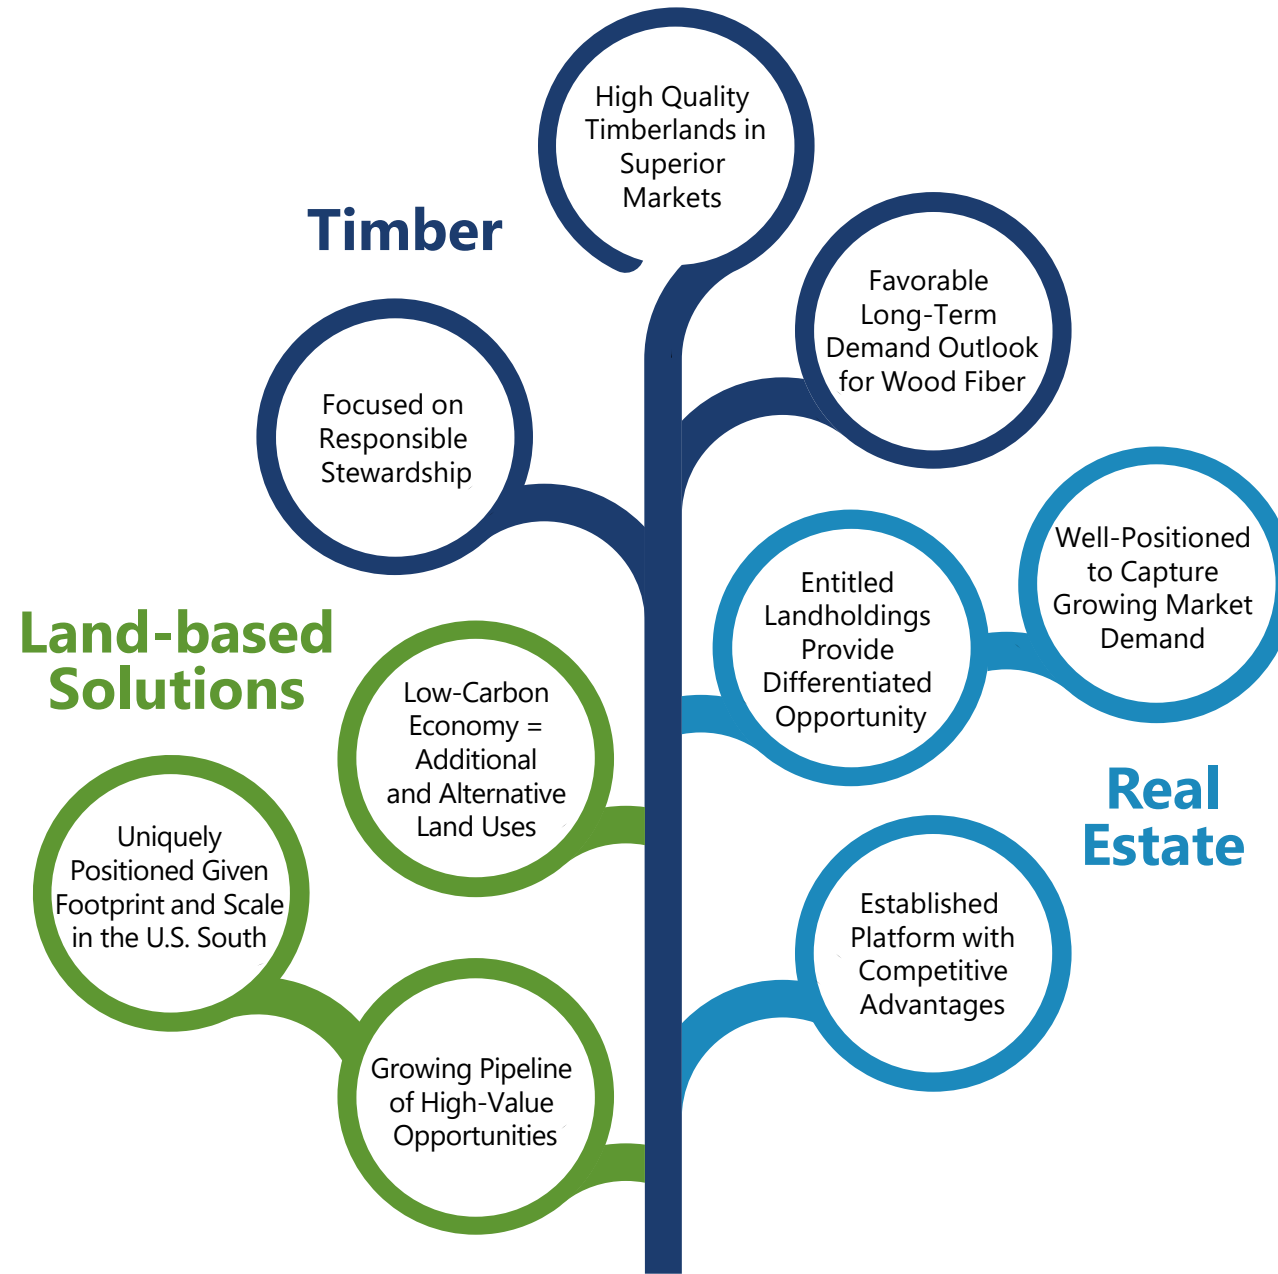 High Quality
Timberlands in
Superior
Markets
Timber
Favorable
Long-Term
Demand Outlook
for Wood Fiber
Focused on
Responsible
Stewardship
Well-Positioned
to Capture
Growing Market
Demand
Entitled
Landholdings
Provide
Differentiated
Opportunity
Land-based
Solutions
Low-Carbon
Economy =
Additional
and Alternative
Land Uses
Real
Estate
Uniquely
Positioned Given
Footprint and Scale
in the U.S. South
Established
Platform with
Competitive
Advantages
Growing Pipeline
of High-Value
Opportunities